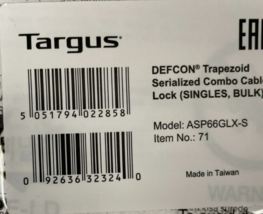 Targus®
EAC
DEFCON® Trapezoid
Serialized Combo Cable
Lock (SINGLES, BULK)
5 051794 022858
Model: ASP66GLX-S
Item No.: 71
0 92636 32324 0
Made in Taiwan